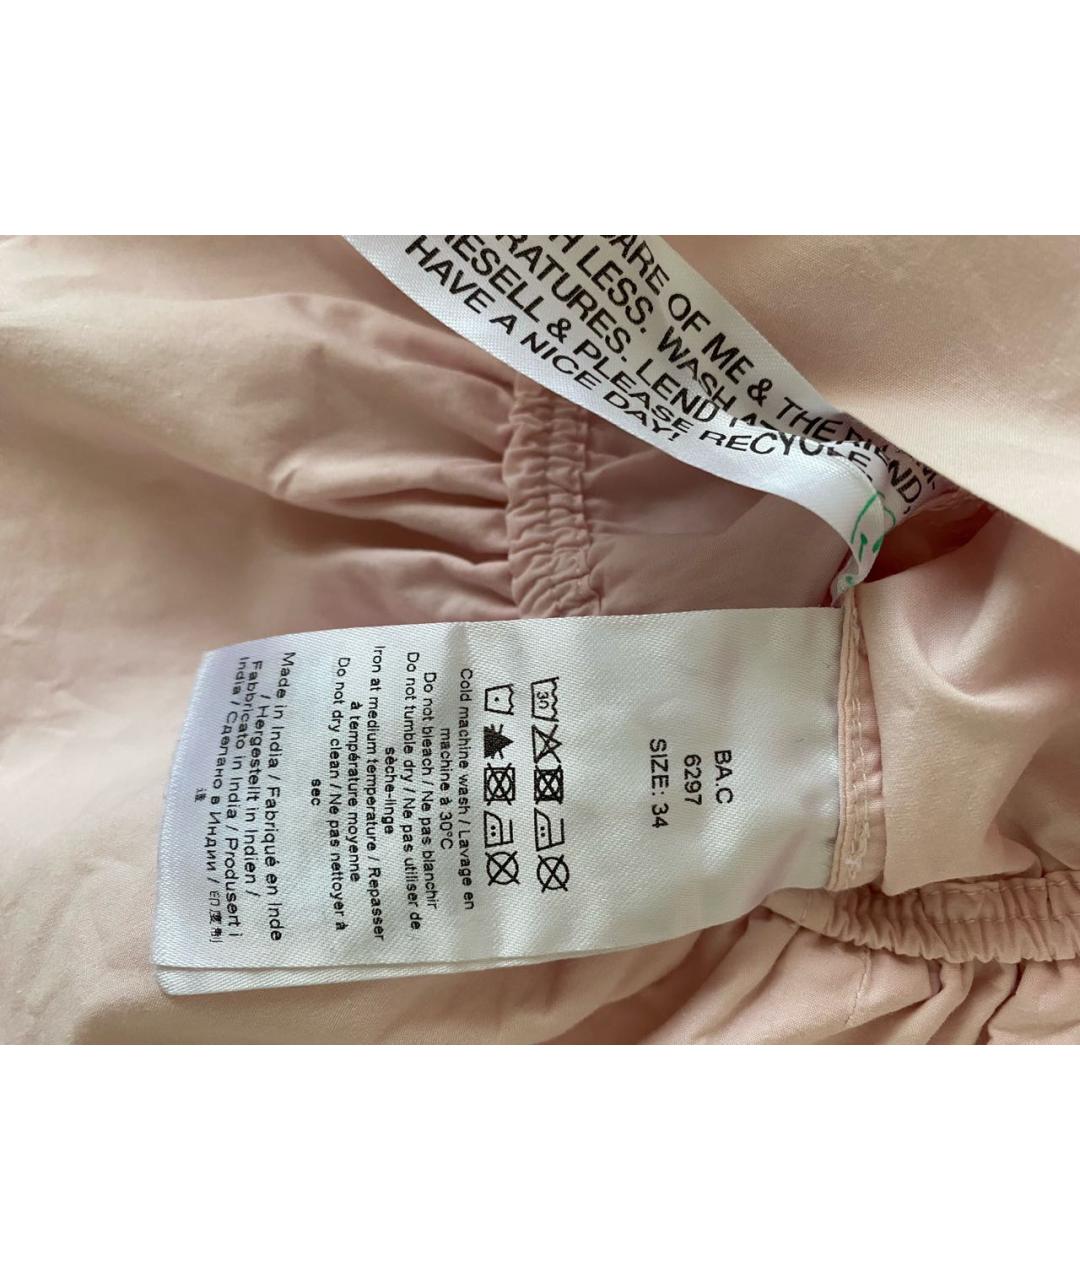 CARE OF ME & THE
LESS. WASH
RATURES. LEND
RESELL & PLEASE RECYCLE.
HAVE A NICE DAY!
BA.C
6297
SIZE: 34
30
Cold machine wash / Lavage en
machine à 30°C
Do not bleach / Ne pas blanchir
Do not tumble dry / Ne pas utiliser de
sèche-linge
Iron at medium temperature / Repasser
à température moyenne
Do not dry clean / Ne pas nettoyer à
sec
Made in India / Fabriqué en Inde
/ Hergestellt in Indien /
Fabbricato in India / Produsert i
India / Сделано в Индии / 印度制
造